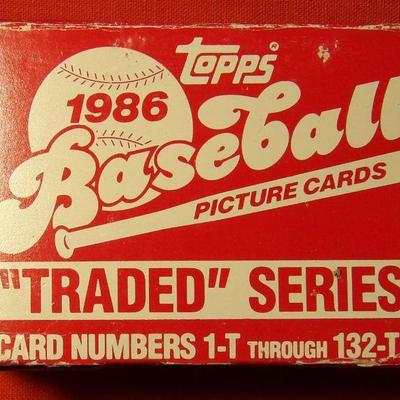 topps®
1986
Baseball
PICTURE CARDS
"TRADED" SERIES
CARD NUMBERS 1-T THROUGH 132-T